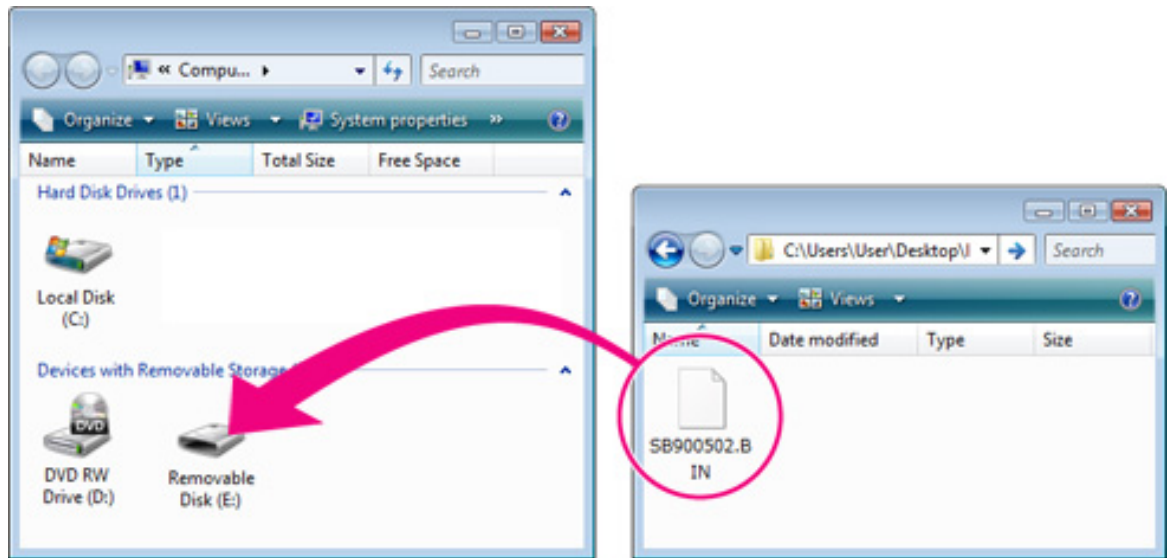 « Compu...
Search
Organize Views System properties »
Name Type Total Size Free Space
Hard Disk Drives (1)
Local Disk
(C:)
Devices with Removable Storage
DVD
DVD RW
Drive (D:)
Removable
Disk (E:)
C:\Users\User\Desktop\
Search
Organize Views
Name Date modified Type Size
SB900502.B
IN